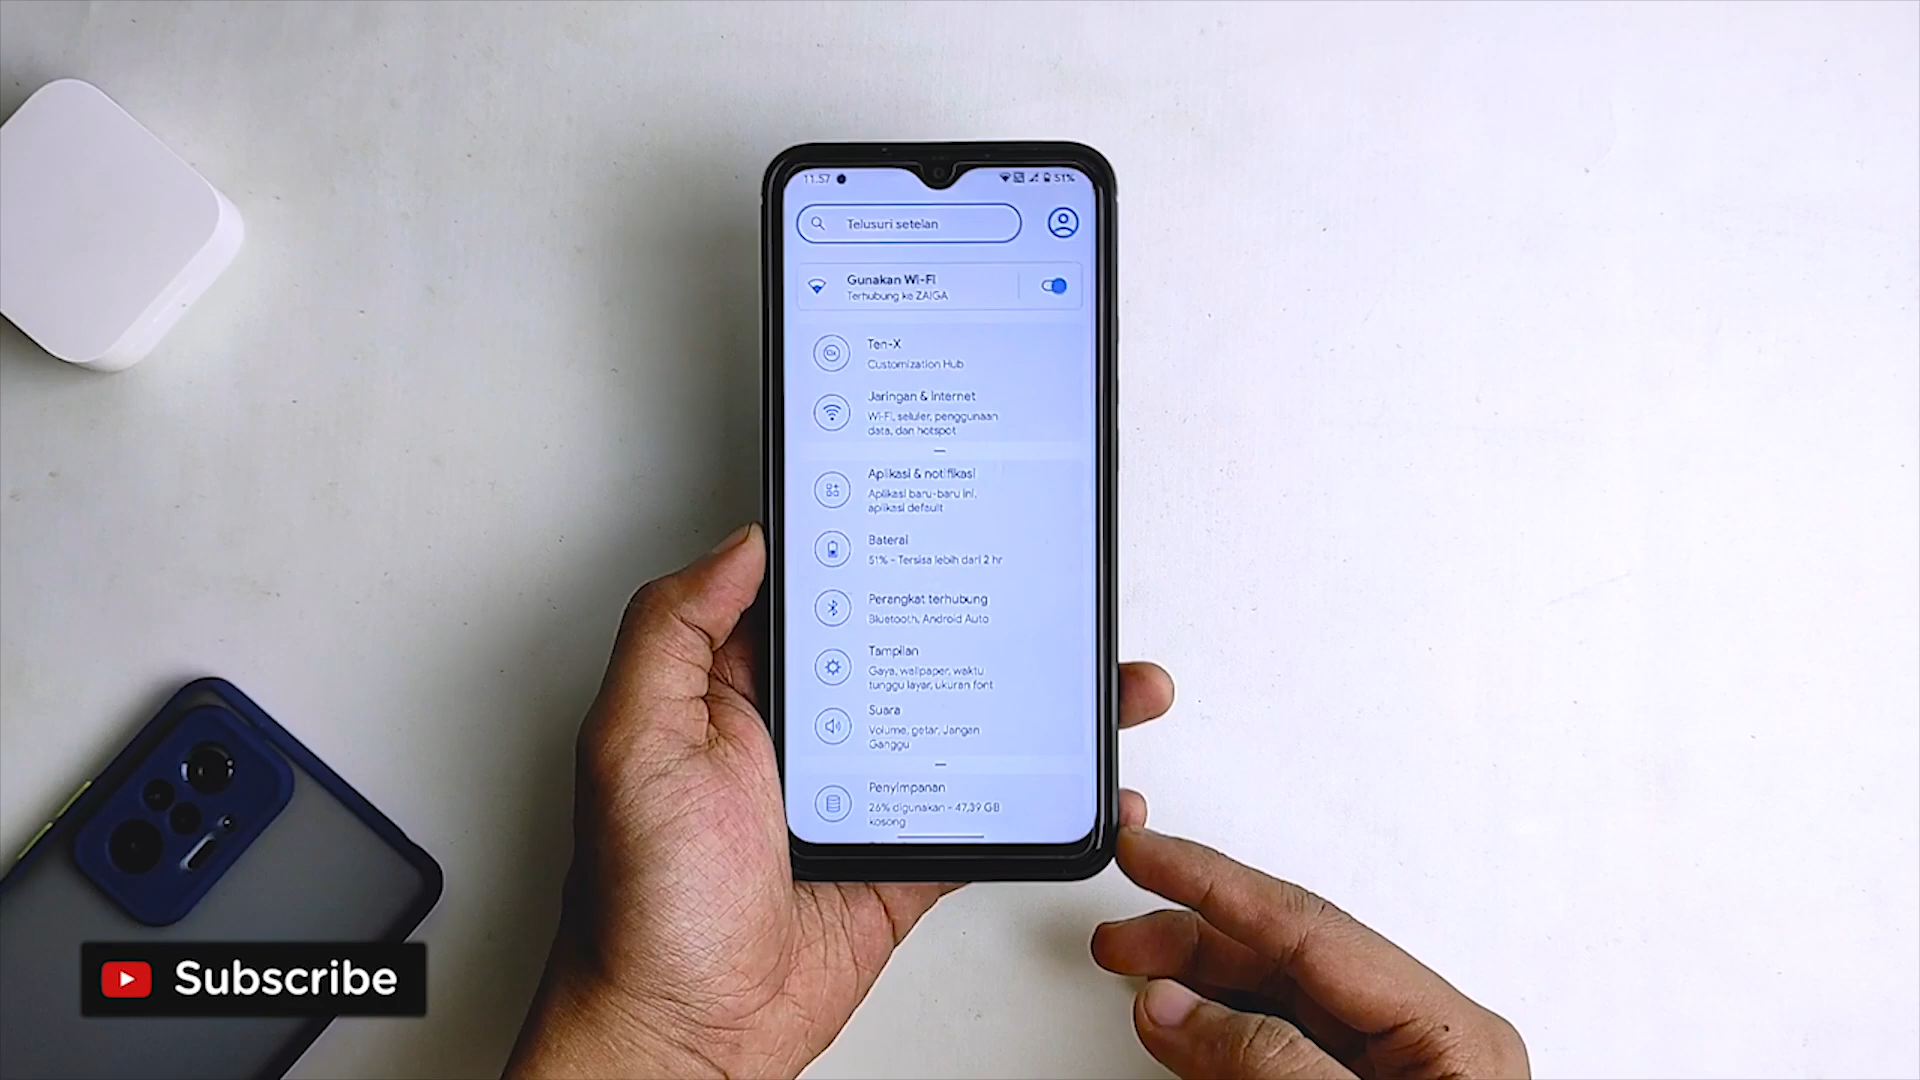 11.57
51%
Telusuri setelan
Gunakan Wi-Fi
Terhubung ke ZAIGA
Ten-X
Customization Hub
Jaringan & Internet
Wi-Fi, seluler, penggunaan
data, dan hotspot
Aplikasi & notifikasi
Aplikasi baru-baru ini,
aplikasi default
Baterai
51% - Tersisa lebih dari 2 hr
Perangkat terhubung
Bluetooth, Android Auto
Tampilan
Gaya, wallpaper, waktu
tunggu layar, ukuran font
Suara
Volume, getar, Jangan
Ganggu
Penyimpanan
26% digunakan - 47,39 GB
kosong
Subscribe